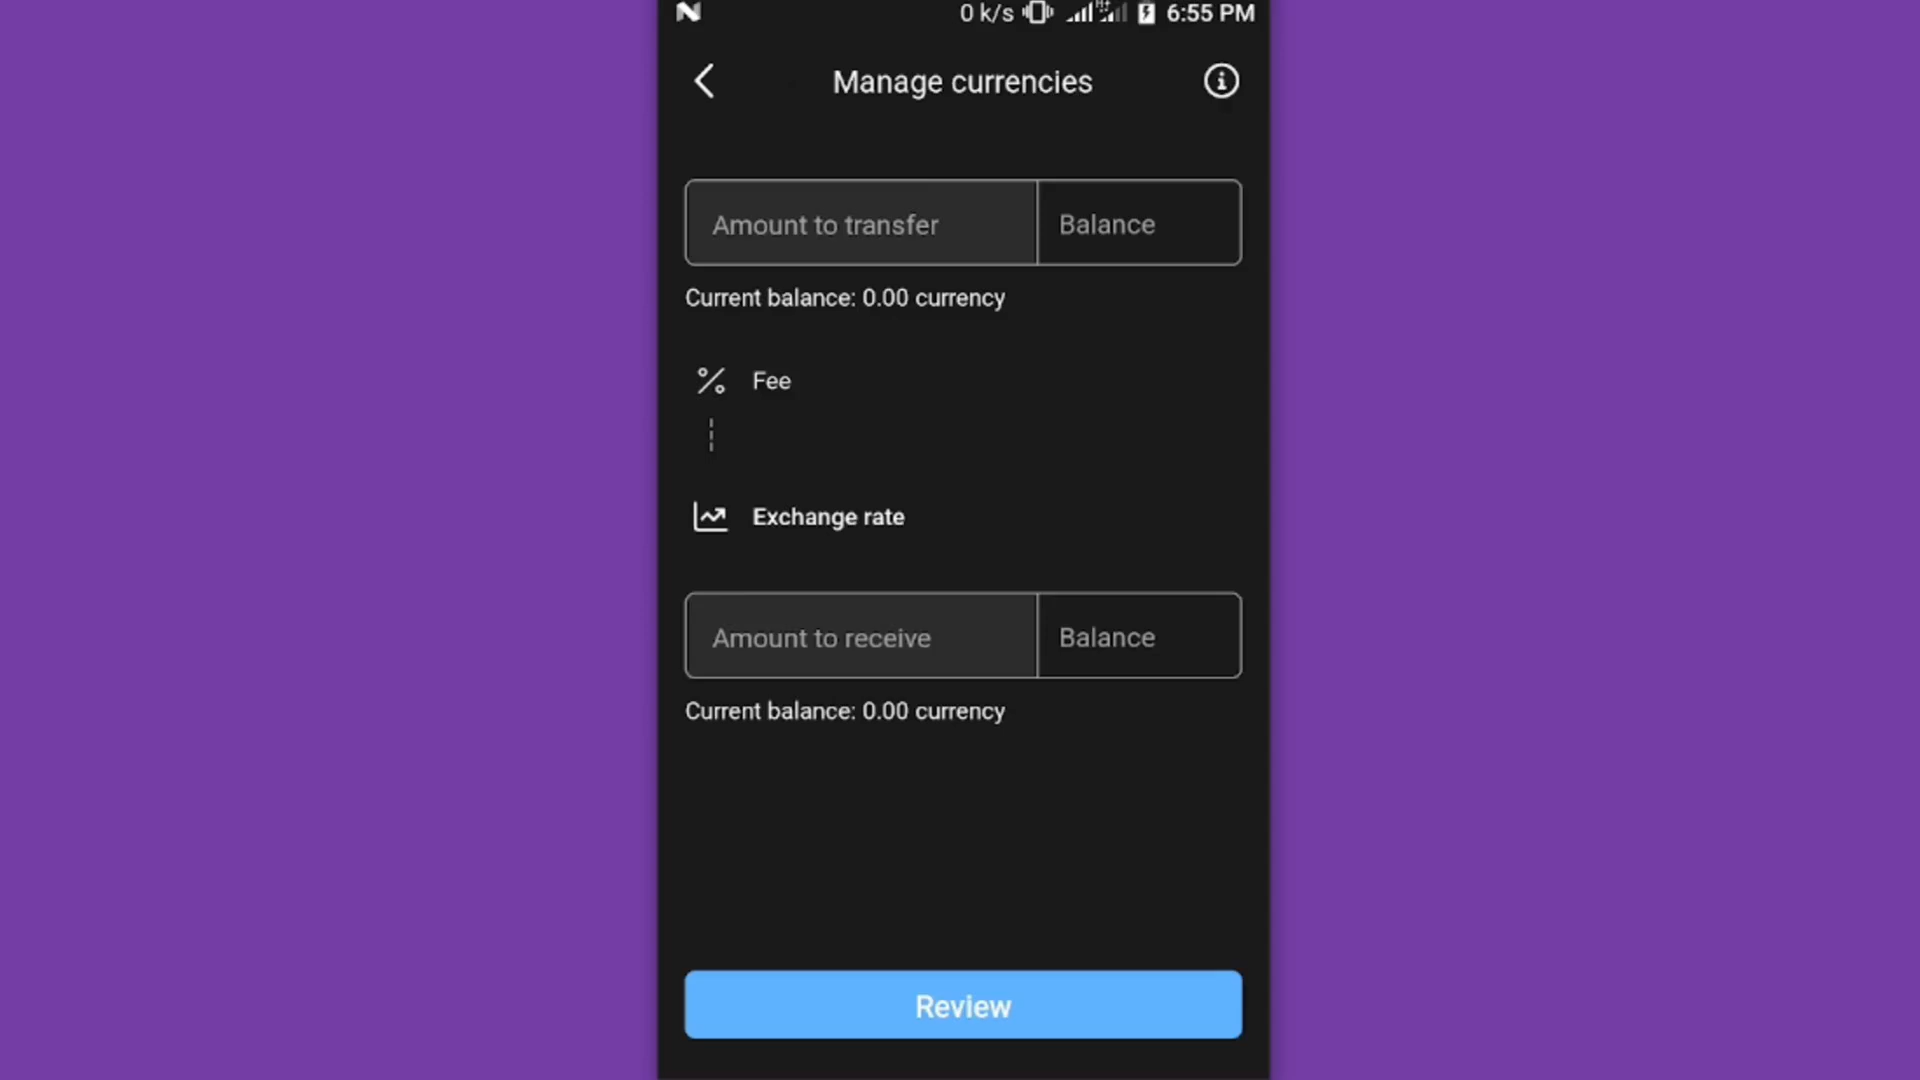 0 k/s 6:55 PM
Manage currencies
Amount to transfer Balance
Current balance: 0.00 currency
Fee
Exchange rate
Amount to receive Balance
Current balance: 0.00 currency
Review